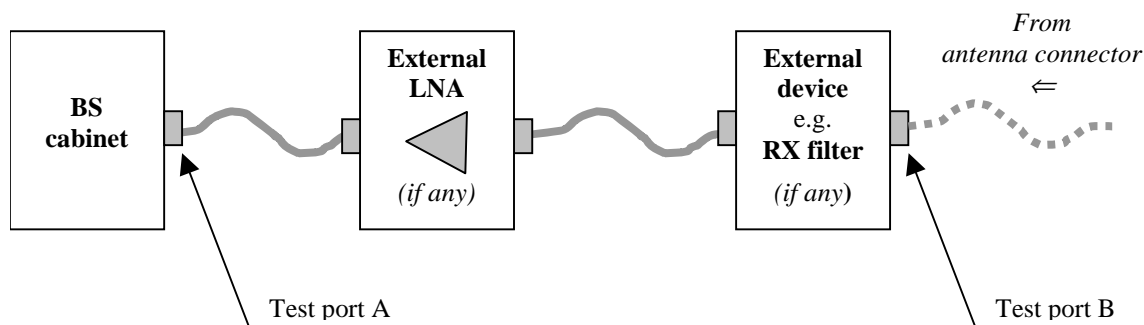 BS
cabinet
External
LNA
(if any)
External
device
e.g.
RX filter
(if any)
From
antenna connector
⇐
Test port A
Test port B